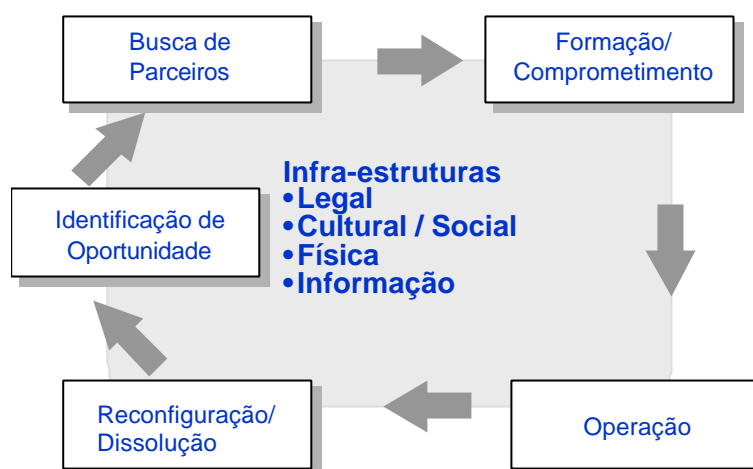 Busca de
Parceiros
Formação/
Comprometimento
Infra-estruturas
•Legal
•Cultural / Social
•Física
•Informação
Identificação de
Oportunidade
Reconfiguração/
Dissolução
Operação